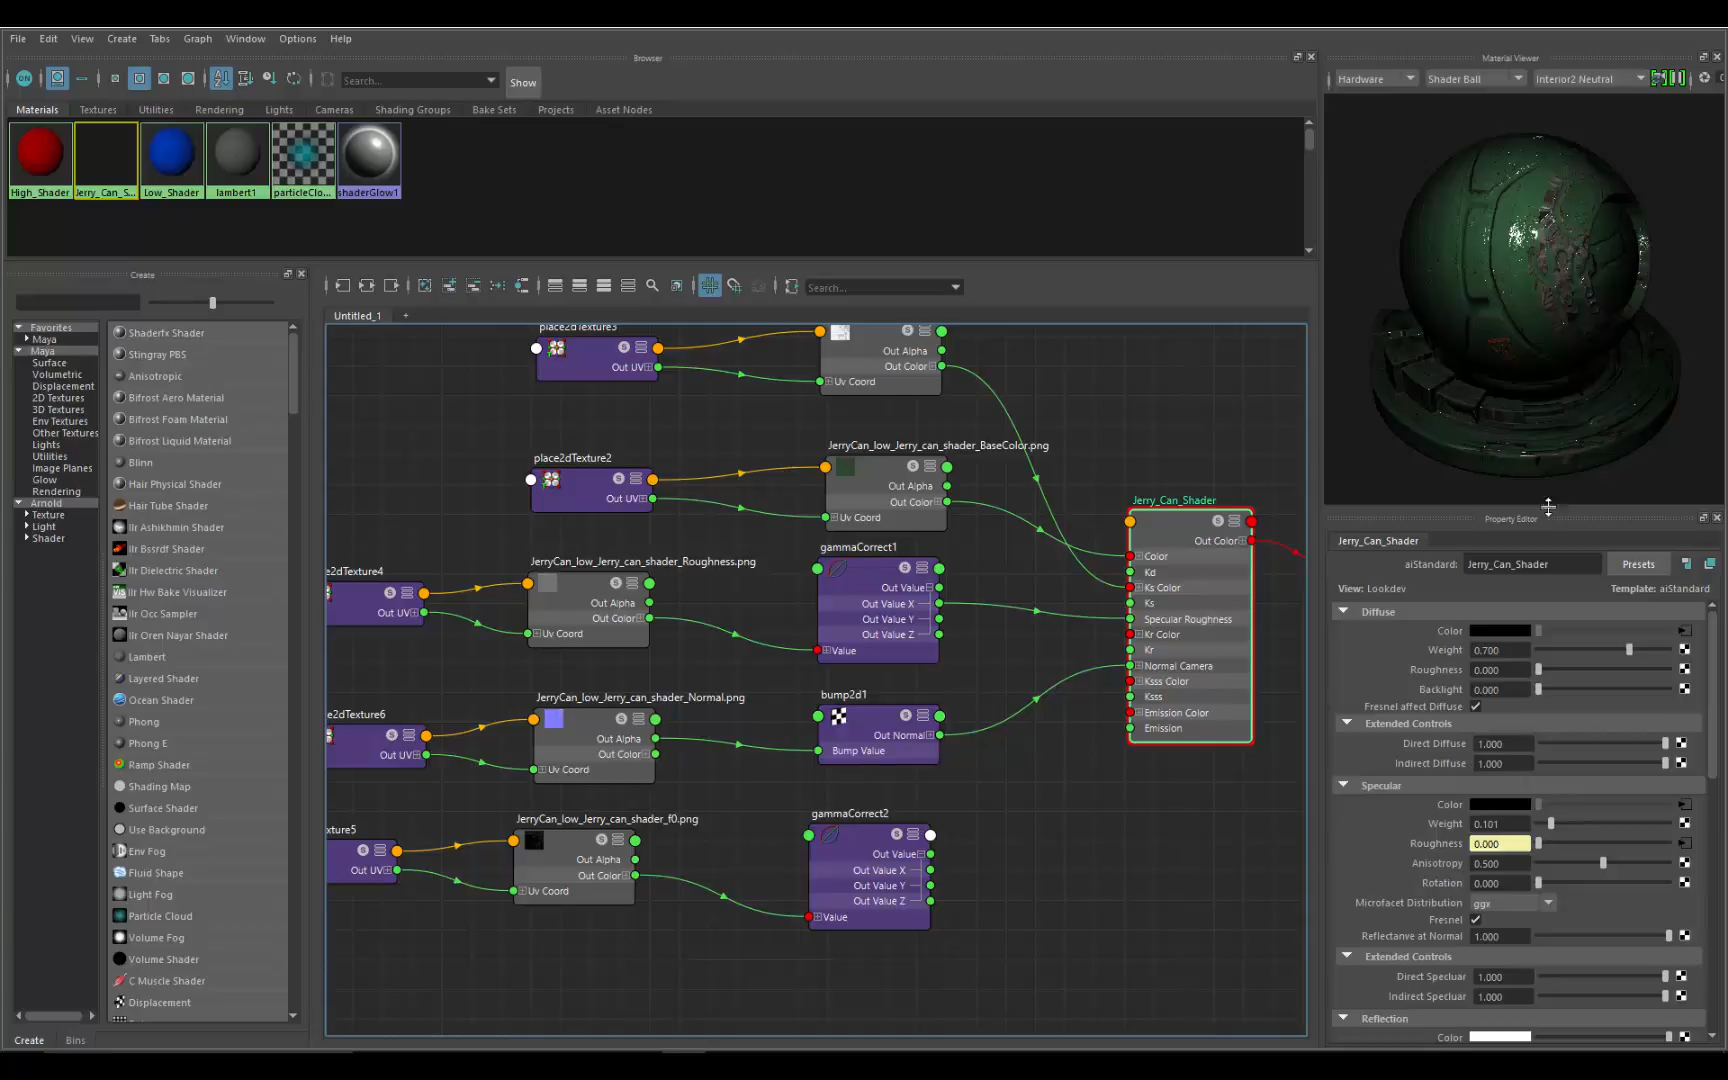 File Edit View Create Tabs Graph Window Options Help
Browser
ON
Search...
Show
Materials Textures Utilities Rendering Lights Cameras Shading Groups Bake Sets Projects Asset Nodes
High_Shader Jerry_Can_S... Low_Shader lambert1 particleClo... shaderGlow1
Create
Favorites
Maya
Maya
Surface
Volumetric
Displacement
2D Textures
3D Textures
Env Textures
Other Textures
Lights
Utilities
Image Planes
Glow
Rendering
Arnold
Texture
Light
Shader
Shaderfx Shader
Stingray PBS
Anisotropic
Bifrost Aero Material
Bifrost Foam Material
Bifrost Liquid Material
Blinn
Hair Physical Shader
Hair Tube Shader
Ilr Ashikhmin Shader
Ilr Bssrdf Shader
Ilr Dielectric Shader
Ilr Hw Bake Visualizer
Ilr Occ Sampler
Ilr Oren Nayar Shader
Lambert
Layered Shader
Ocean Shader
Phong
Phong E
Ramp Shader
Shading Map
Surface Shader
Use Background
Env Fog
Fluid Shape
Light Fog
Particle Cloud
Volume Fog
Volume Shader
C Muscle Shader
Displacement
Create Bins
Search...
Untitled_1 +
place2dTexture3
Out UV
Out Alpha
Out Color
Uv Coord
place2dTexture2
Out UV
JerryCan_low_Jerry_can_shader_BaseColor.png
Out Alpha
Out Color
Uv Coord
e2dTexture4
Out UV
JerryCan_low_Jerry_can_shader_Roughness.png
Out Alpha
Out Color
Uv Coord
gammaCorrect1
Out Value
Out Value X
Out Value Y
Out Value Z
Value
e2dTexture6
Out UV
JerryCan_low_Jerry_can_shader_Normal.png
Out Alpha
Out Color
Uv Coord
bump2d1
Out Normal
Bump Value
xture5
Out UV
JerryCan_low_Jerry_can_shader_f0.png
Out Alpha
Out Color
Uv Coord
gammaCorrect2
Out Value
Out Value X
Out Value Y
Out Value Z
Value
Jerry_Can_Shader
Out Color
Color
Kd
Ks Color
Ks
Specular Roughness
Kr Color
Kr
Normal Camera
Ksss Color
Ksss
Emission Color
Emission
Material Viewer
Hardware Shader Ball Interior2 Neutral
Property Editor
Jerry_Can_Shader
aiStandard: Jerry_Can_Shader Presets
View: Lookdev Template: aiStandard
Diffuse
Color
Weight 0.700
Roughness 0.000
Backlight 0.000
Fresnel affect Diffuse
Extended Controls
Direct Diffuse 1.000
Indirect Diffuse 1.000
Specular
Color
Weight 0.101
Roughness 0.000
Anisotropy 0.500
Rotation 0.000
Microfacet Distribution ggx
Fresnel
Reflectanve at Normal 1.000
Extended Controls
Direct Specluar 1.000
Indirect Specluar 1.000
Reflection
Color